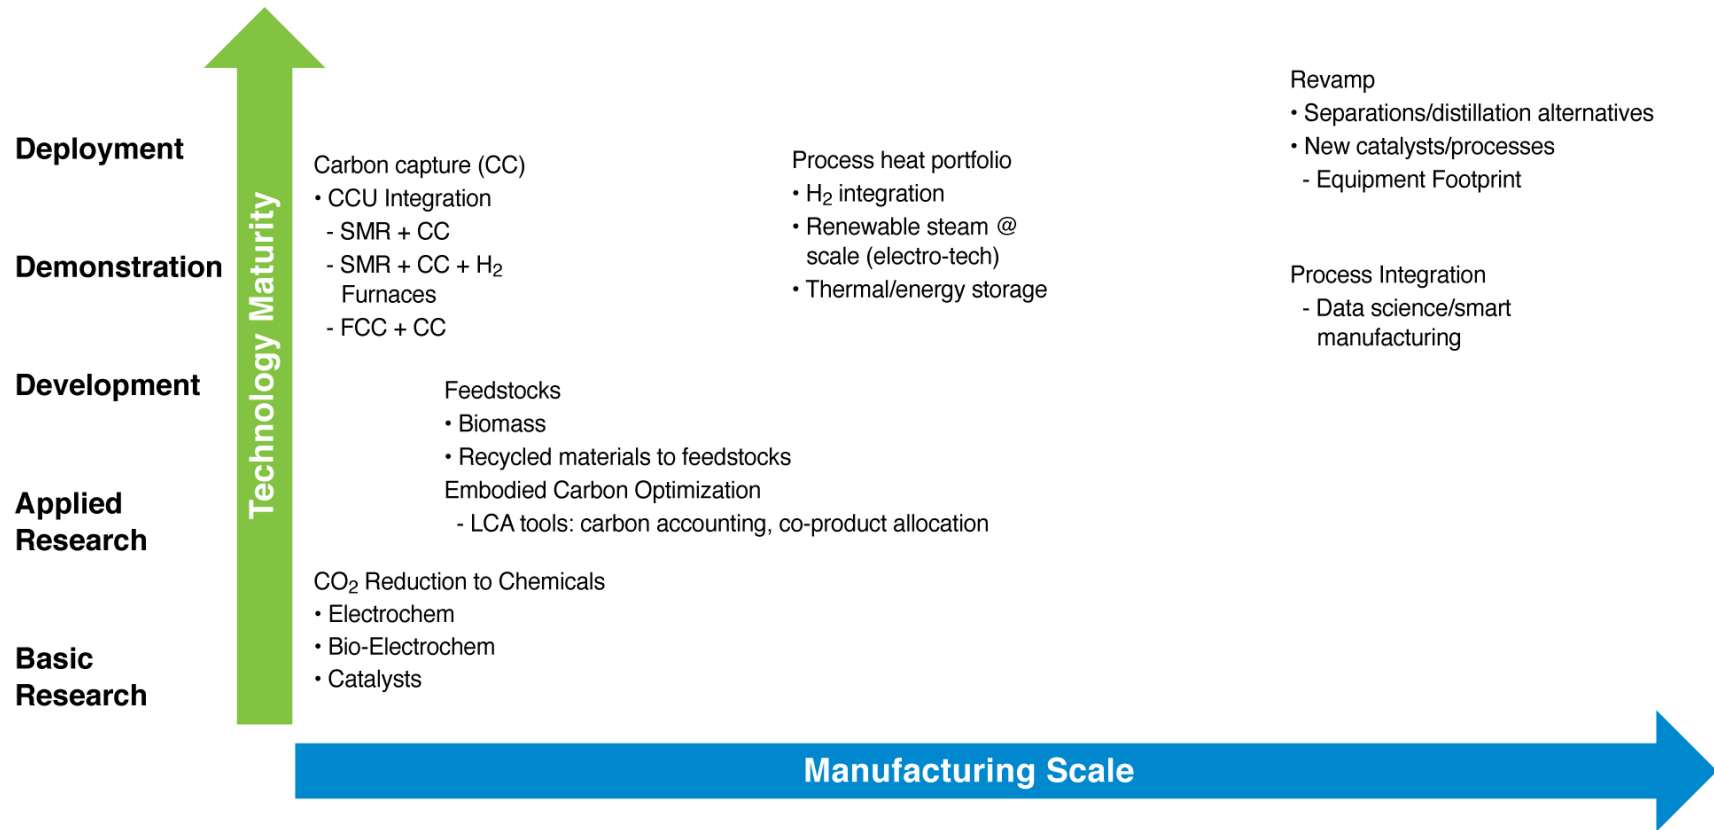 Deployment
Demonstration
Development
Applied
Research
Basic
Research
Technology Maturity
Carbon capture (CC)
• CCU Integration
- SMR + CC
- SMR + CC + H₂
Furnaces
- FCC + CC
Process heat portfolio
• H₂ integration
• Renewable steam @
scale (electro-tech)
• Thermal/energy storage
Revamp
• Separations/distillation alternatives
• New catalysts/processes
- Equipment Footprint
Process Integration
- Data science/smart
manufacturing
Feedstocks
• Biomass
• Recycled materials to feedstocks
Embodied Carbon Optimization
- LCA tools: carbon accounting, co-product allocation
CO₂ Reduction to Chemicals
• Electrochem
• Bio-Electrochem
• Catalysts
Manufacturing Scale